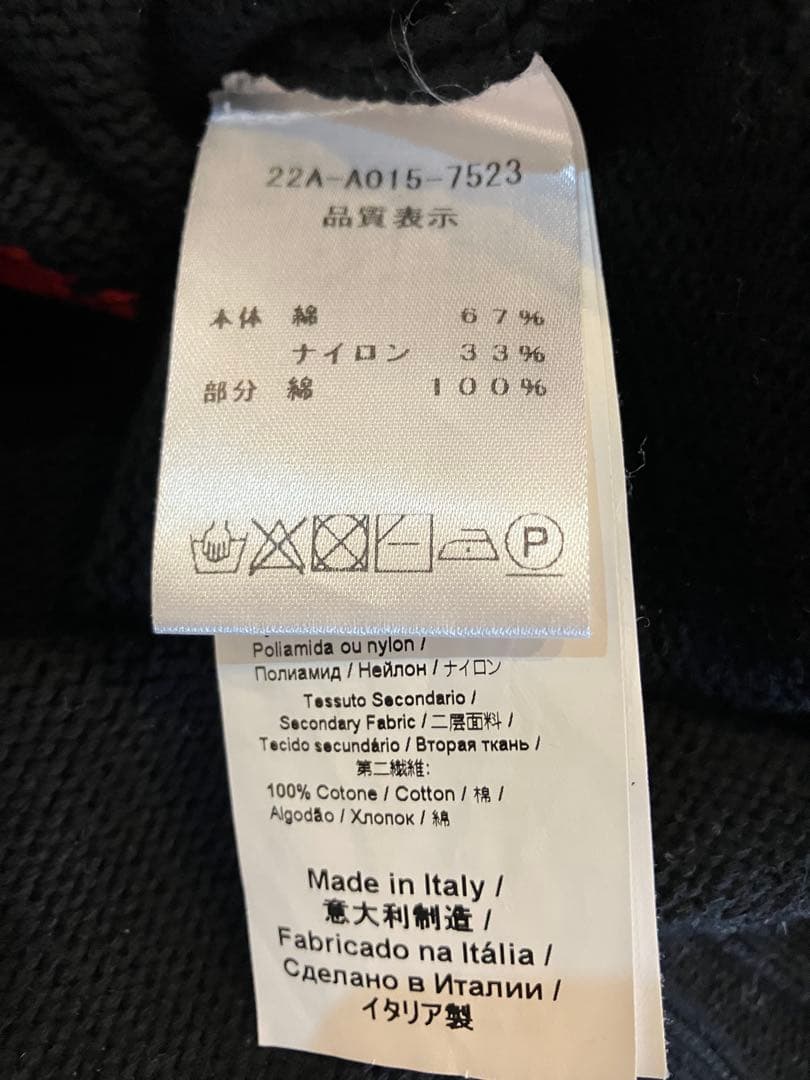 22A-A015-7523
品質表示
本体 綿 67%
ナイロン 33%
部分 綿 100%
P
Poliamida ou nylon /
Полиамид / Нейлон / ナイロン
Tessuto Secondario /
Secondary Fabric / 二层面料 /
Tecido secundário / Вторая ткань /
第二繊維:
100% Cotone / Cotton / 棉 /
Algodão / Хлопок / 綿
Made in Italy /
意大利制造 /
Fabricado na Itália /
Сделано в Италии /
イタリア製